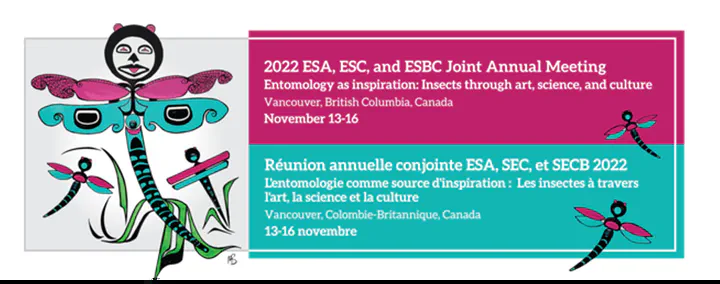 2022 ESA, ESC, and ESBC Joint Annual Meeting
Entomology as inspiration: Insects through art, science, and culture
Vancouver, British Columbia, Canada
November 13-16
Réunion annuelle conjointe ESA, SEC, et SECB 2022
L'entomologie comme source d'inspiration : Les insectes à travers
l'art, la science et la culture
Vancouver, Colombie-Britannique, Canada
13-16 novembre